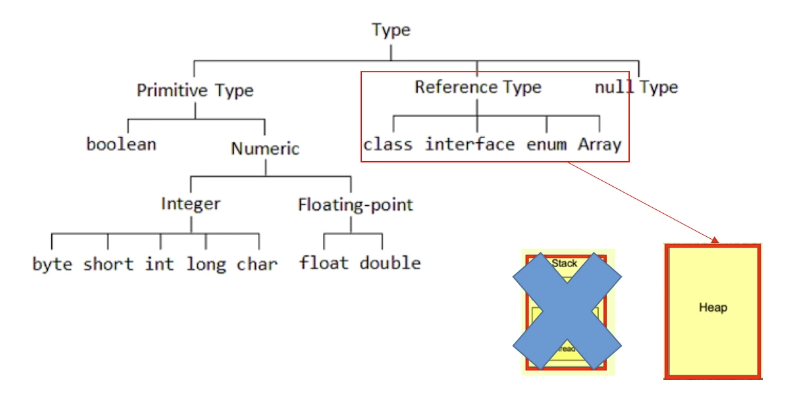 Type
Primitive Type Reference Type null Type
boolean Numeric class interface enum Array
Integer Floating-point
byte short int long char float double
Stack
Heap